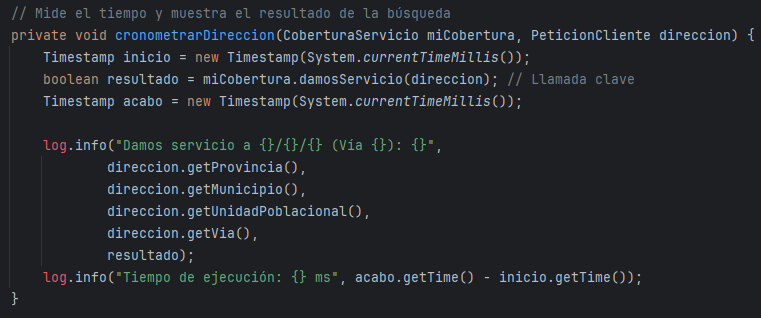 // Mide el tiempo y muestra el resultado de la búsqueda
private void cronometrarDireccion(CoberturaServicio miCobertura, PeticionCliente direccion) {
    Timestamp inicio = new Timestamp(System.currentTimeMillis());
    boolean resultado = miCobertura.damosServicio(direccion); // Llamada clave
    Timestamp acabo = new Timestamp(System.currentTimeMillis());

    log.info("Damos servicio a {}/{}/{} (Vía {}): {}",
            direccion.getProvincia(),
            direccion.getMunicipio(),
            direccion.getUnidadPoblacional(),
            direccion.getVia(),
            resultado);
    log.info("Tiempo de ejecución: {} ms", acabo.getTime() - inicio.getTime());
}